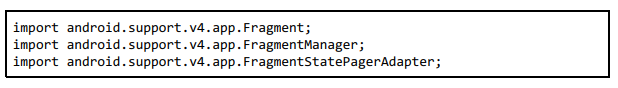 import android.support.v4.app.Fragment;
import android.support.v4.app.FragmentManager;
import android.support.v4.app.FragmentStatePagerAdapter;